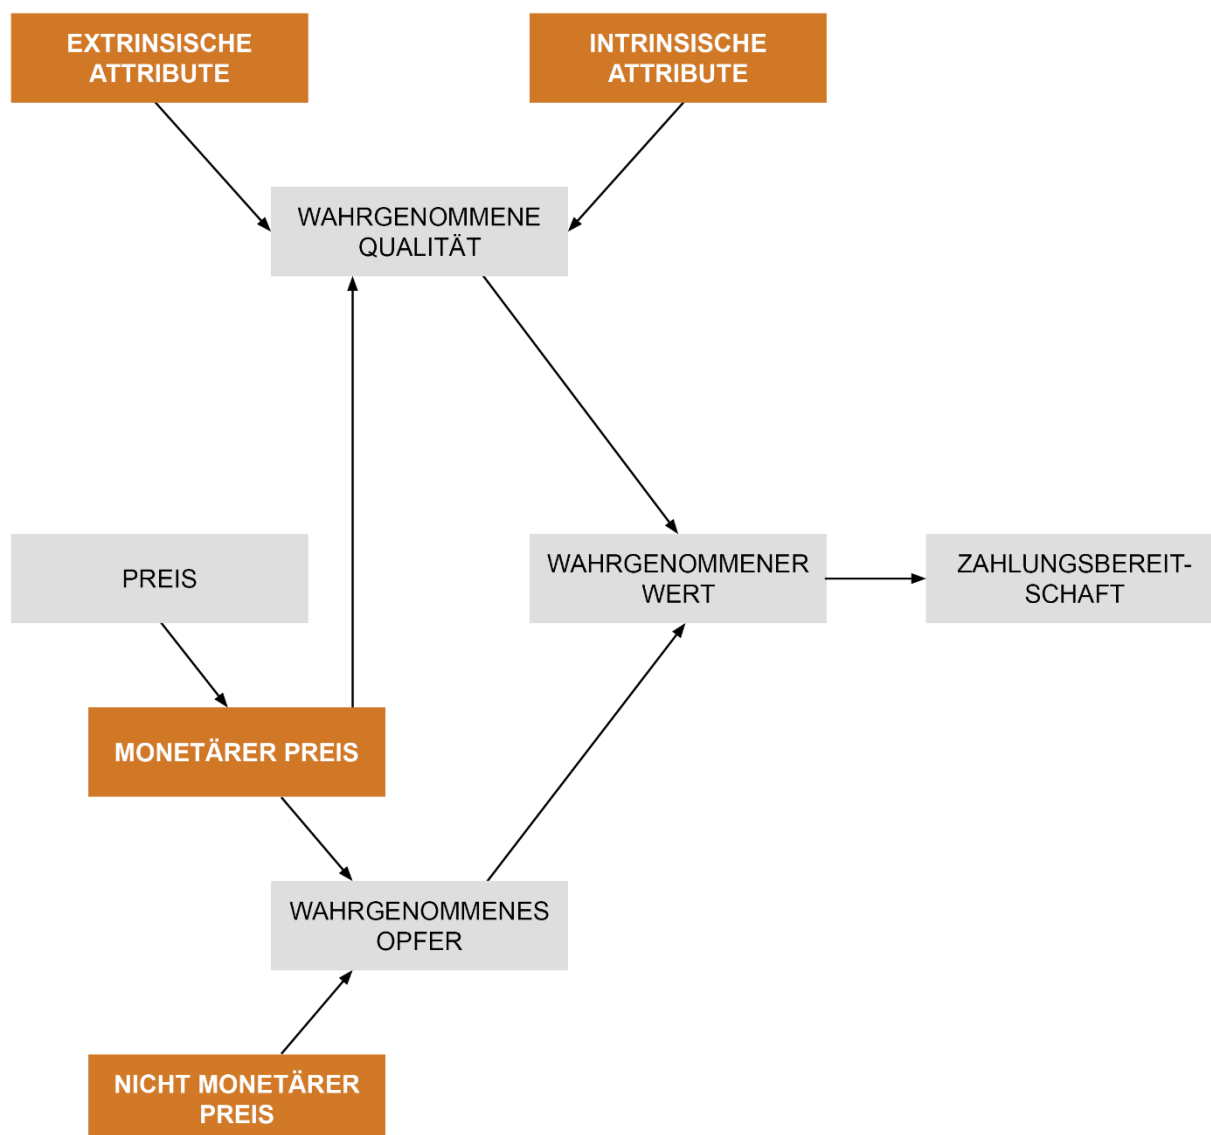 EXTRINSISCHE
ATTRIBUTE
INTRINSISCHE
ATTRIBUTE
WAHRGENOMMENE
QUALITÄT
PREIS
WAHRGENOMMENER
WERT
ZAHLUNGSBEREIT-
SCHAFT
MONETÄRER PREIS
WAHRGENOMMENES
OPFER
NICHT MONETÄRER
PREIS